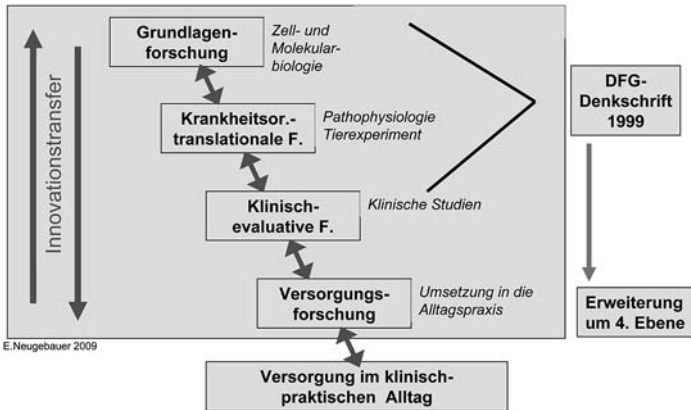 Grundlagen-
forschung
Zell- und
Molekular-
biologie
Krankheitsor.-
translationale F.
Pathophysiologie
Tierexperiment
Klinisch-
evaluative F.
Klinische Studien
Versorgungs-
forschung
Umsetzung in die
Alltagspraxis
Innovationstransfer
DFG-
Denkschrift
1999
Erweiterung
um 4. Ebene
E.Neugebauer 2009
Versorgung im klinisch-
praktischen Alltag